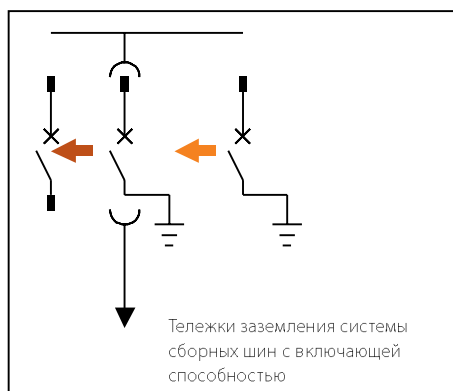 Тележки заземления системы
сборных шин с включающей
способностью